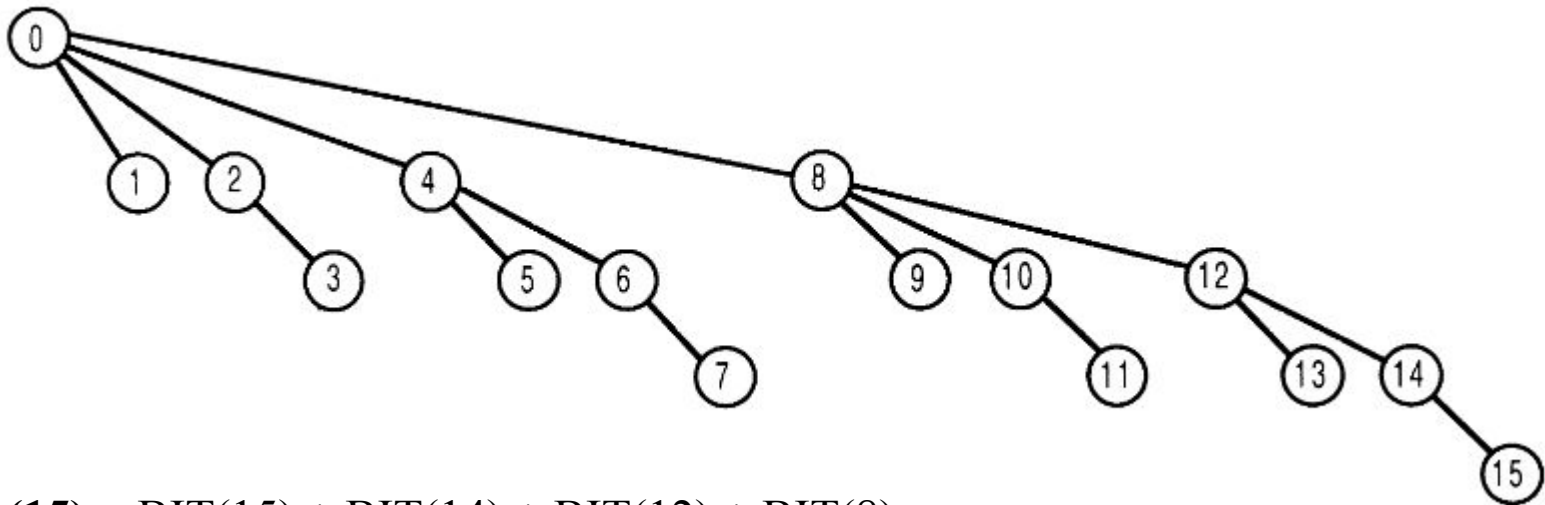 0
1 2 4 8
3 5 6 9 10 12
7 11 13 14
15
(15) = BIT(15) + BIT(14) + BIT(12) + BIT(8)